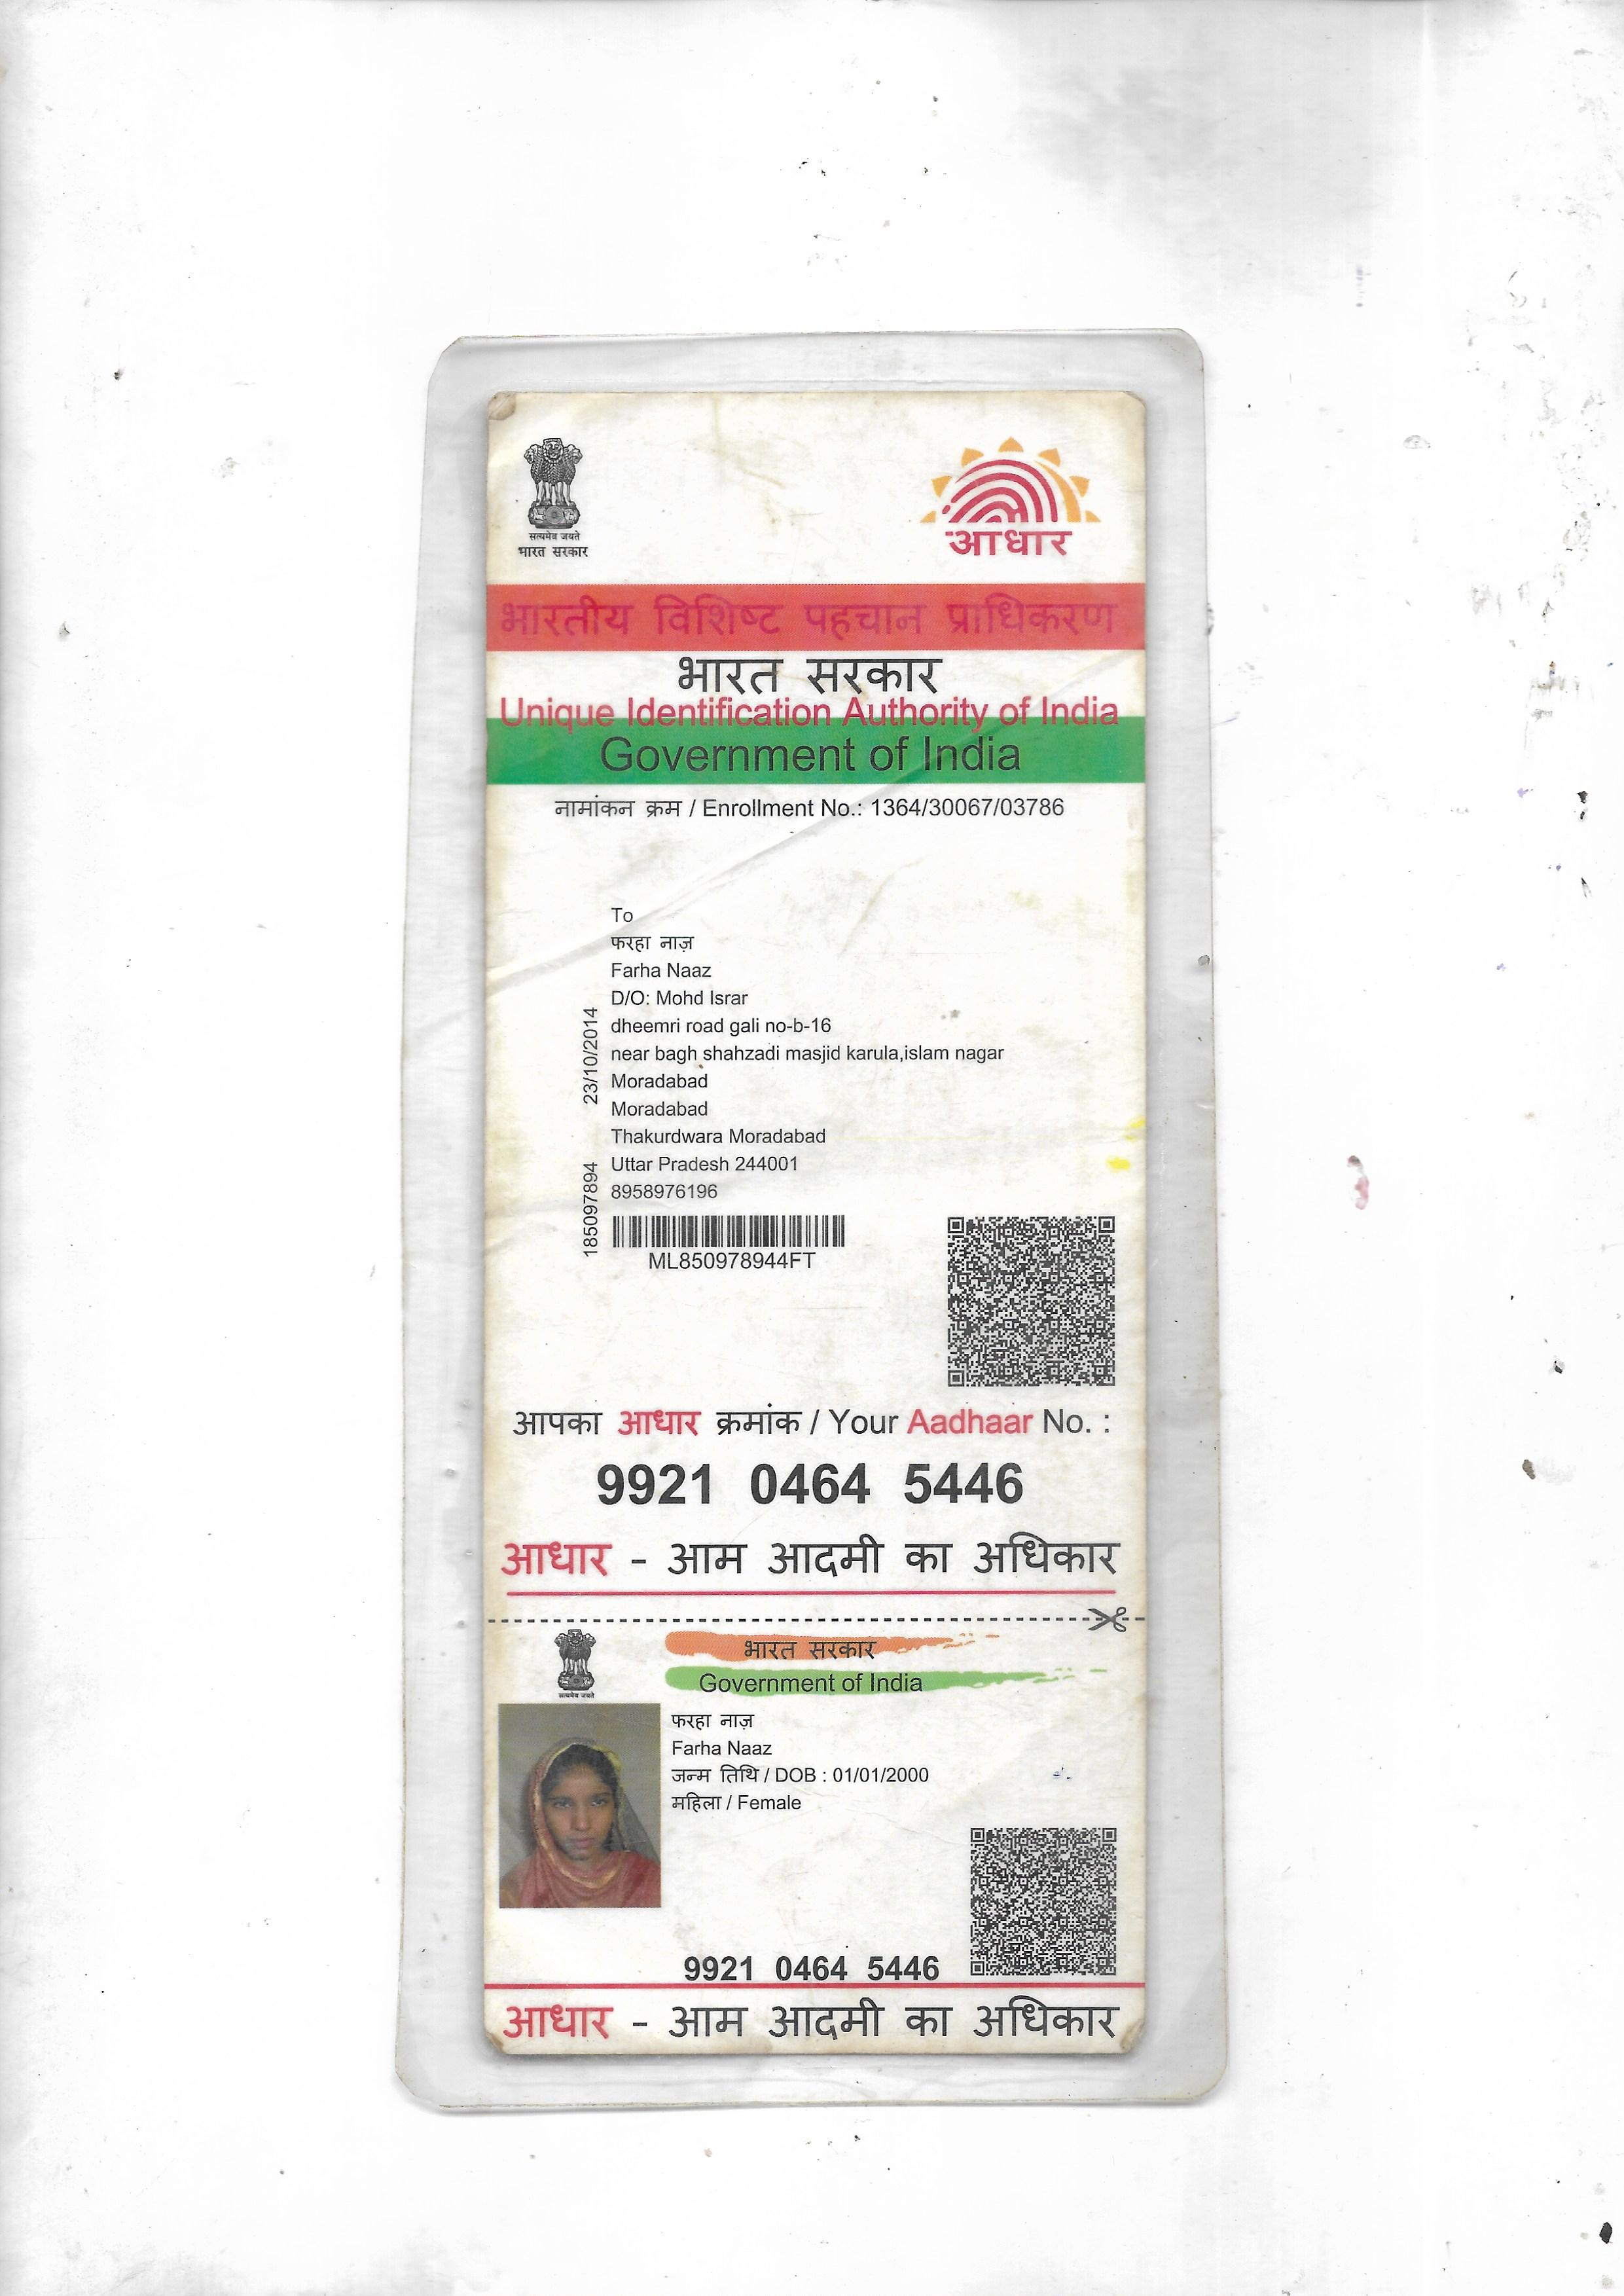 सत्यमेव जयते
भारत सरकार
आधार
भारतीय विशिष्ट पहचान प्राधिकरण
भारत सरकार
Unique Identification Authority of India
Government of India
नामांकन क्रम / Enrollment No.: 1364/30067/03786
To
फरहा नाज़
Farha Naaz
D/O: Mohd Israr
dheemri road gali no-b-16
near bagh shahzadi masjid karula,islam nagar
Moradabad
Moradabad
Thakurdwara Moradabad
Uttar Pradesh 244001
8958976196
23/10/2014
185097894
ML850978944FT
आपका आधार क्रमांक / Your Aadhaar No. :
9921 0464 5446
आधार - आम आदमी का अधिकार
भारत सरकार
Government of India
सत्यमेव जयते
फरहा नाज़
Farha Naaz
जन्म तिथि / DOB : 01/01/2000
महिला / Female
9921 0464 5446
आधार - आम आदमी का अधिकार